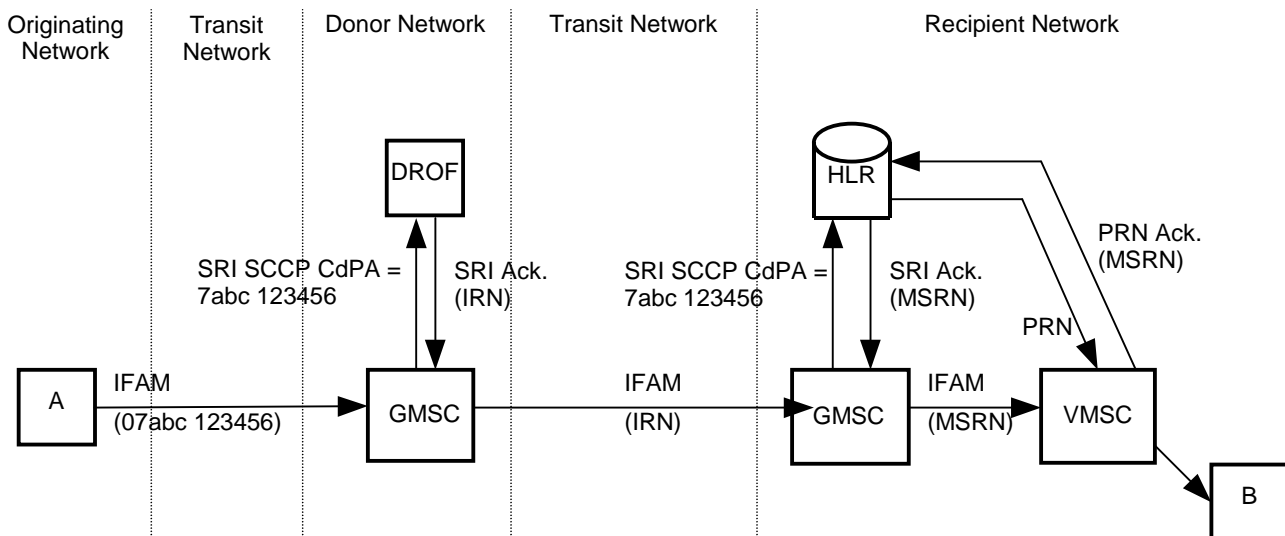 Originating
Network
Transit
Network
Donor Network
Transit Network
Recipient Network
DROF
HLR
SRI SCCP CdPA =
7abc 123456
SRI Ack.
(IRN)
SRI SCCP CdPA =
7abc 123456
SRI Ack.
(MSRN)
PRN Ack.
(MSRN)
PRN
A
IFAM
(07abc 123456)
GMSC
IFAM
(IRN)
GMSC
IFAM
(MSRN)
VMSC
B